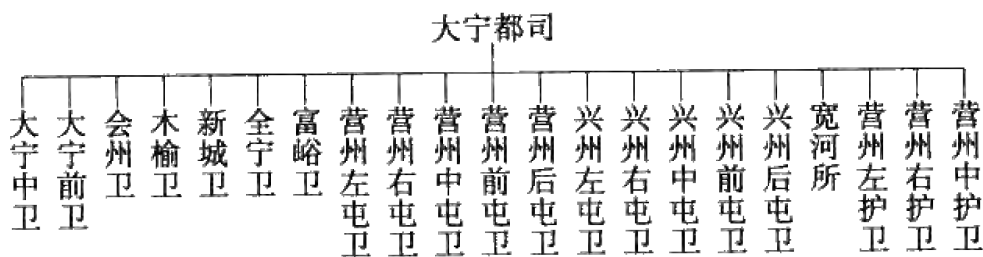 大宁都司
大宁中卫
大宁前卫
会州卫
木榆卫
新城卫
全宁卫
富峪卫
营州左屯卫
营州右屯卫
营州中屯卫
营州前屯卫
营州后屯卫
兴州左屯卫
兴州右屯卫
兴州中屯卫
兴州前屯卫
兴州后屯卫
宽河所
营州左护卫
营州右护卫
营州中护卫